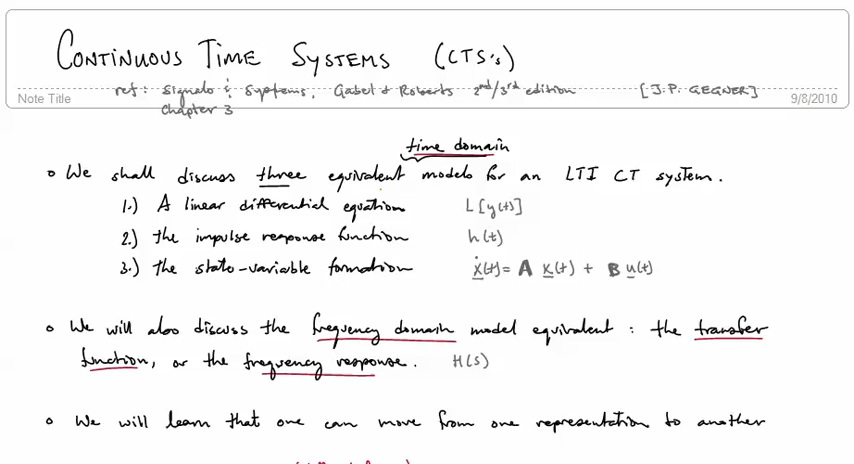 CONTINUOUS TIME SYSTEMS (CTS's)
ref: Signals & Systems, Gabel & Roberts 2nd/3rd edition [J.P. GEGNER]
Note Title Chapter 3 9/8/2010
time domain
• We shall discuss three equivalent models for an LTI CT system.
1.) A linear differential equation L[y(t)]
2.) the impulse response function h(t)
3.) the state-variable formation ẋ(t) = A x(t) + B u(t)
• We will also discuss the frequency domain model equivalent : the transfer
function, or the frequency response. H(s)
• We will learn that one can move from one representation to another